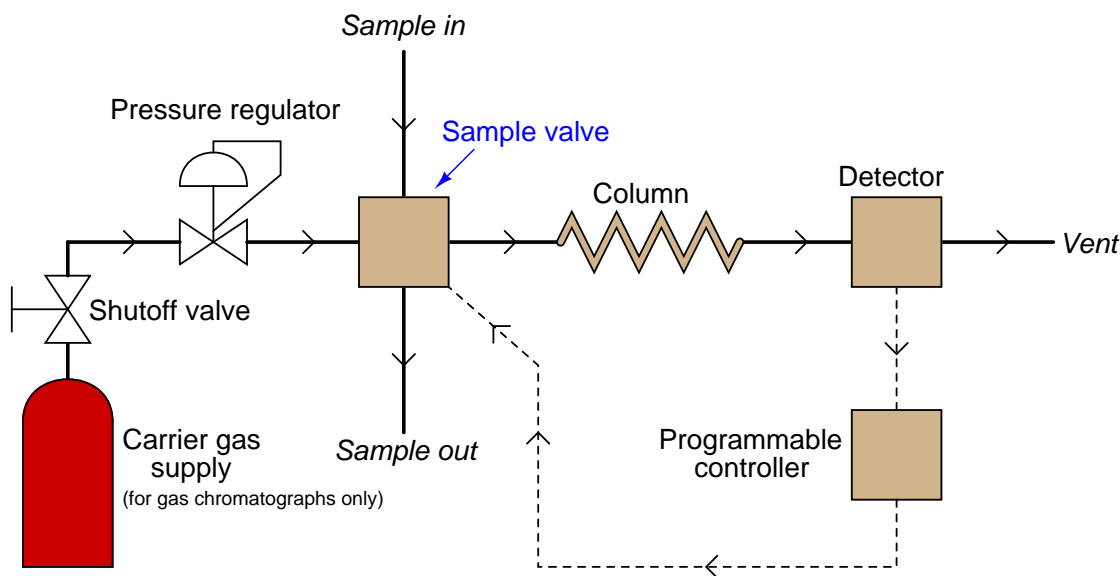 Sample in
Pressure regulator
Sample valve
Column
Detector
Vent
Shutoff valve
Carrier gas
supply
(for gas chromatographs only)
Sample out
Programmable
controller